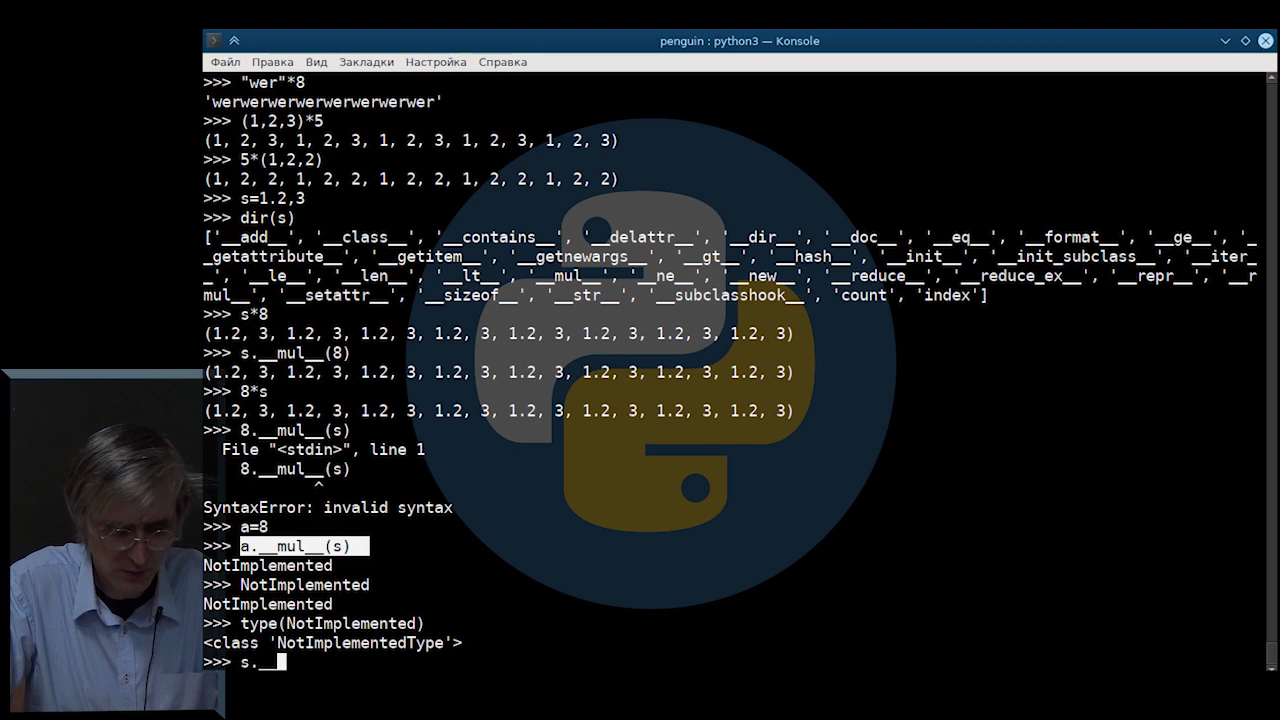 penguin : python3 — Konsole
Файл Правка Вид Закладки Настройка Справка
>>> "wer"*8
'werwerwerwerwerwerwerwer'
>>> (1,2,3)*5
(1, 2, 3, 1, 2, 3, 1, 2, 3, 1, 2, 3, 1, 2, 3)
>>> 5*(1,2,2)
(1, 2, 2, 1, 2, 2, 1, 2, 2, 1, 2, 2, 1, 2, 2)
>>> s=1.2,3
>>> dir(s)
['__add__', '__class__', '__contains__', '__delattr__', '__dir__', '__doc__', '__eq__', '__format__', '__ge__', '_
_getattribute__', '__getitem__', '__getnewargs__', '__gt__', '__hash__', '__init__', '__init_subclass__', '__iter_
_', '__le__', '__len__', '__lt__', '__mul__', '__ne__', '__new__', '__reduce__', '__reduce_ex__', '__repr__', '__r
mul__', '__setattr__', '__sizeof__', '__str__', '__subclasshook__', 'count', 'index']
>>> s*8
(1.2, 3, 1.2, 3, 1.2, 3, 1.2, 3, 1.2, 3, 1.2, 3, 1.2, 3, 1.2, 3)
>>> s.__mul__(8)
(1.2, 3, 1.2, 3, 1.2, 3, 1.2, 3, 1.2, 3, 1.2, 3, 1.2, 3, 1.2, 3)
>>> 8*s
(1.2, 3, 1.2, 3, 1.2, 3, 1.2, 3, 1.2, 3, 1.2, 3, 1.2, 3, 1.2, 3)
>>> 8.__mul__(s)
File "<stdin>", line 1
8.__mul__(s)
^
SyntaxError: invalid syntax
>>> a=8
>>> a.__mul__(s)
NotImplemented
>>> NotImplemented
NotImplemented
>>> type(NotImplemented)
<class 'NotImplementedType'>
>>> s.__